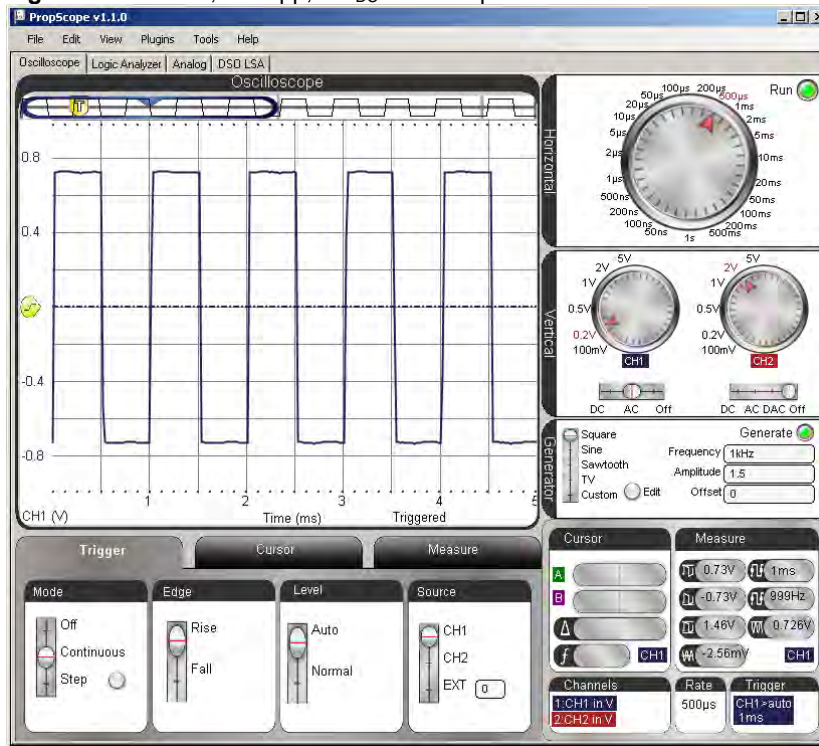 PropScope v1.1.0
File Edit View Plugins Tools Help
Oscilloscope Logic Analyzer Analog DSO LSA
Oscilloscope
0.8
0.4
-0.4
-0.8
1 2 3 4 5
CH1 (V) Time (ms) Triggered
Horizontal
Run
50µs 100µs 200µs 500µs
20µs 1ms
10µs 2ms
5µs 5ms
2µs 10ms
1µs 20ms
500ns 50ms
200ns 100ms
100ns 200ms
50ns 1s 500ms
Vertical
5V 5V
2V 2V
1V 1V
0.5V 0.5V
0.2V 0.2V
100mV 100mV
CH1 CH2
DC AC Off DC AC DAC Off
Generator
Square Generate
Sine Frequency 1kHz
Sawtooth Amplitude 1.5
TV Offset 0
Custom Edit
Trigger Cursor Measure
Mode
Off
Continuous
Step
Edge
Rise
Fall
Level
Auto
Normal
Source
CH1
CH2
EXT 0
Cursor
A
B
Δ
f CH1
Measure
0.73V 1ms
-0.73V 999Hz
1.46V 0.726V
-2.56mV CH1
Channels
1:CH1 in V
2:CH2 in V
Rate
500µs
Trigger
CH1>auto
1ms